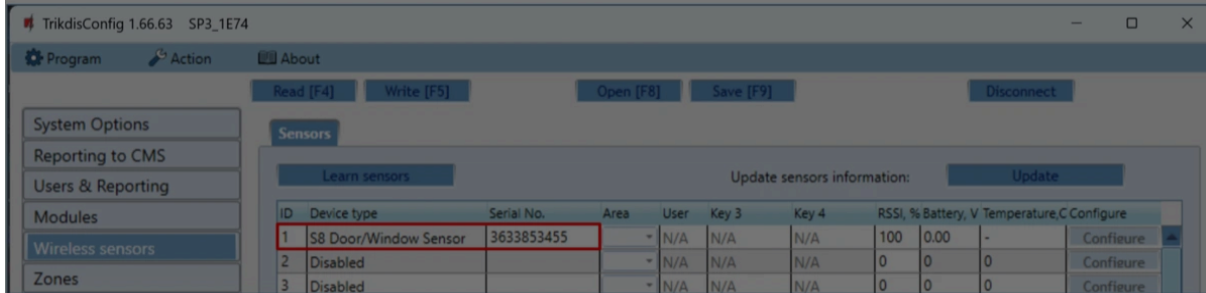 TrikdisConfig 1.66.63 SP3_1E74
Program Action About
Read [F4] Write [F5] Open [F8] Save [F9] Disconnect
System Options
Reporting to CMS
Users & Reporting
Modules
Wireless sensors
Zones
Sensors
Learn sensors Update sensors information: Update
ID Device type Serial No. Area User Key 3 Key 4 RSSI, % Battery, V Temperature,C Configure
1 S8 Door/Window Sensor 3633853455 N/A N/A N/A 100 0.00 - Configure
2 Disabled N/A N/A N/A 0 0 0 Configure
3 Disabled N/A N/A N/A 0 0 0 Configure